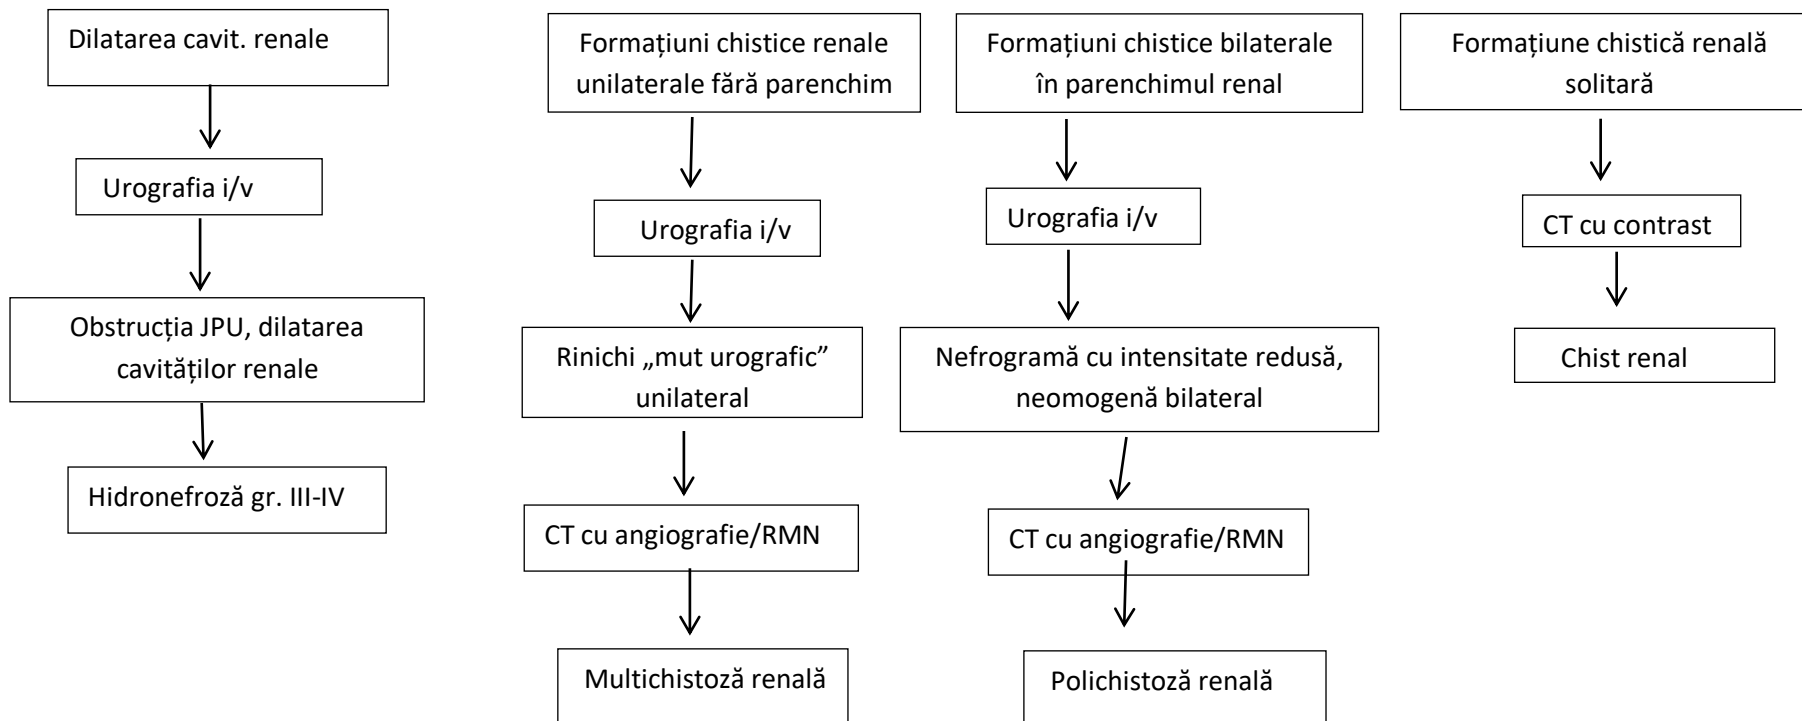 Dilatarea cavit. renale
Urografia i/v
Obstrucția JPU, dilatarea
cavităților renale
Hidronefroză gr. III-IV
Formațiuni chistice renale
unilaterale fără parenchim
Urografia i/v
Rinichi „mut urografic”
unilateral
CT cu angiografie/RMN
Multichistoză renală
Formațiuni chistice bilaterale
în parenchimul renal
Urografia i/v
Nefrogramă cu intensitate redusă,
neomogenă bilateral
CT cu angiografie/RMN
Polichistoză renală
Formațiune chistică renală
solitară
CT cu contrast
Chist renal